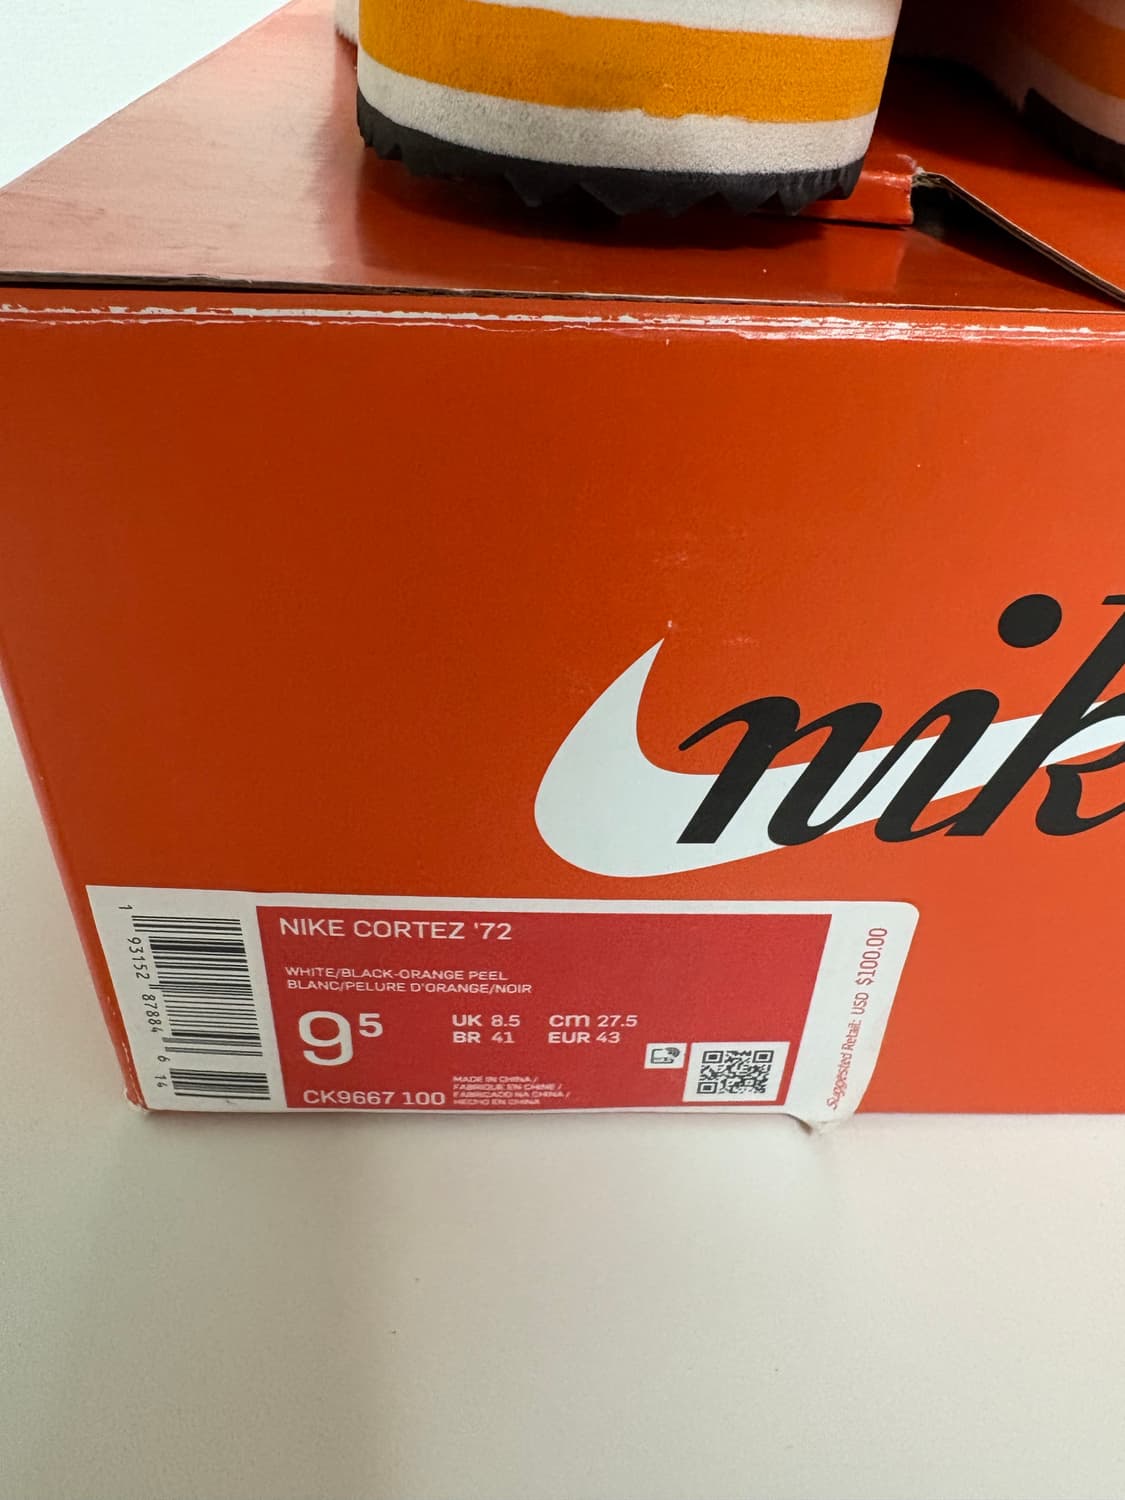 nik
NIKE CORTEZ '72
WHITE/BLACK-ORANGE PEEL
BLANC/PELURE D'ORANGE/NOIR
9⁵
UK 8.5 cm 27.5
BR 41 EUR 43
CK9667 100
MADE IN CHINA /
FABRIQUE EN CHINE /
FABRICADO NA CHINA /
HECHO EN CHINA
1 93152 87884 6 14
Suggested Retail: USD $100.00